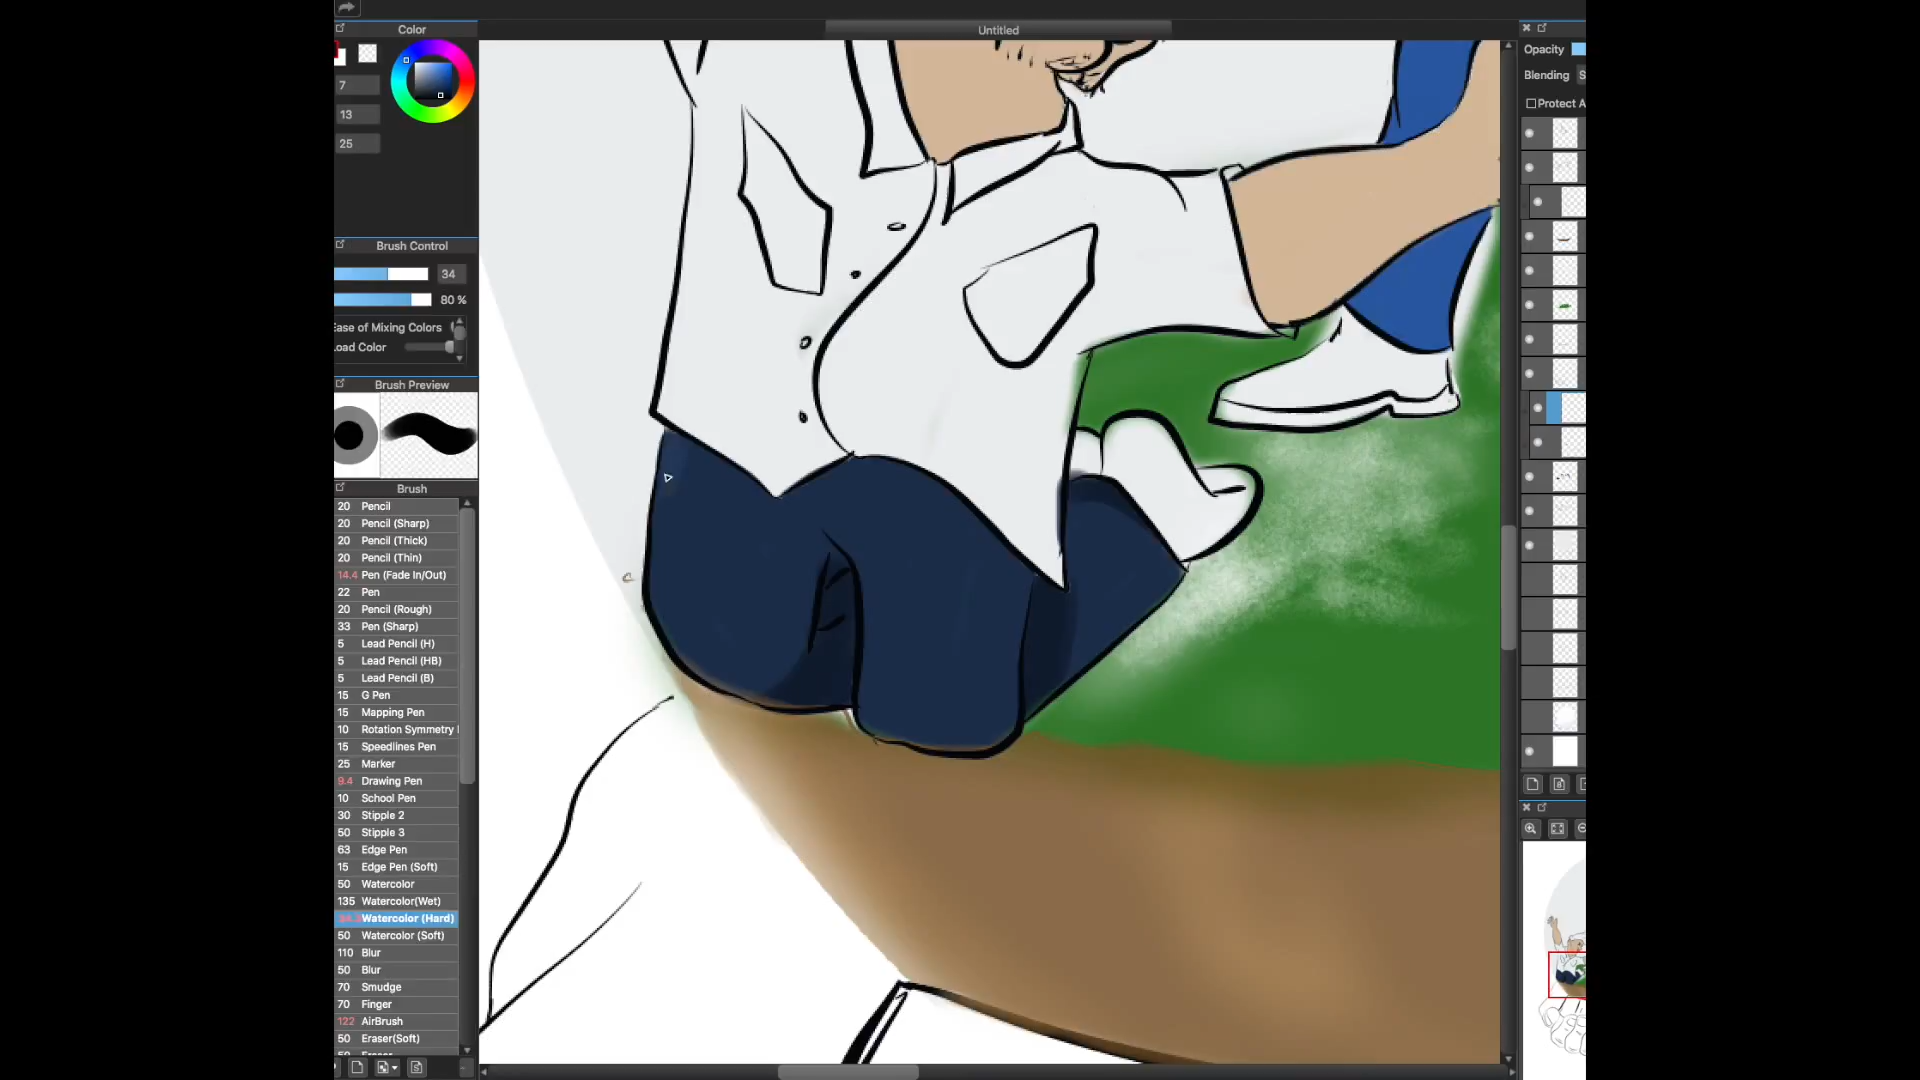 Color
Untitled
7
13
25
Brush Control
34
80 %
Ease of Mixing Colors
oad Color
Brush Preview
Brush
20 Pencil
20 Pencil (Sharp)
20 Pencil (Thick)
20 Pencil (Thin)
14.4 Pen (Fade In/Out)
22 Pen
20 Pencil (Rough)
33 Pen (Sharp)
5 Lead Pencil (H)
5 Lead Pencil (HB)
5 Lead Pencil (B)
15 G Pen
15 Mapping Pen
10 Rotation Symmetry
15 Speedlines Pen
25 Marker
9.4 Drawing Pen
10 School Pen
30 Stipple 2
50 Stipple 3
63 Edge Pen
15 Edge Pen (Soft)
50 Watercolor
135 Watercolor(Wet)
Watercolor (Hard)
50 Watercolor (Soft)
110 Blur
50 Blur
70 Smudge
70 Finger
122 AirBrush
50 Eraser(Soft)
Opacity
Blending S
Protect A